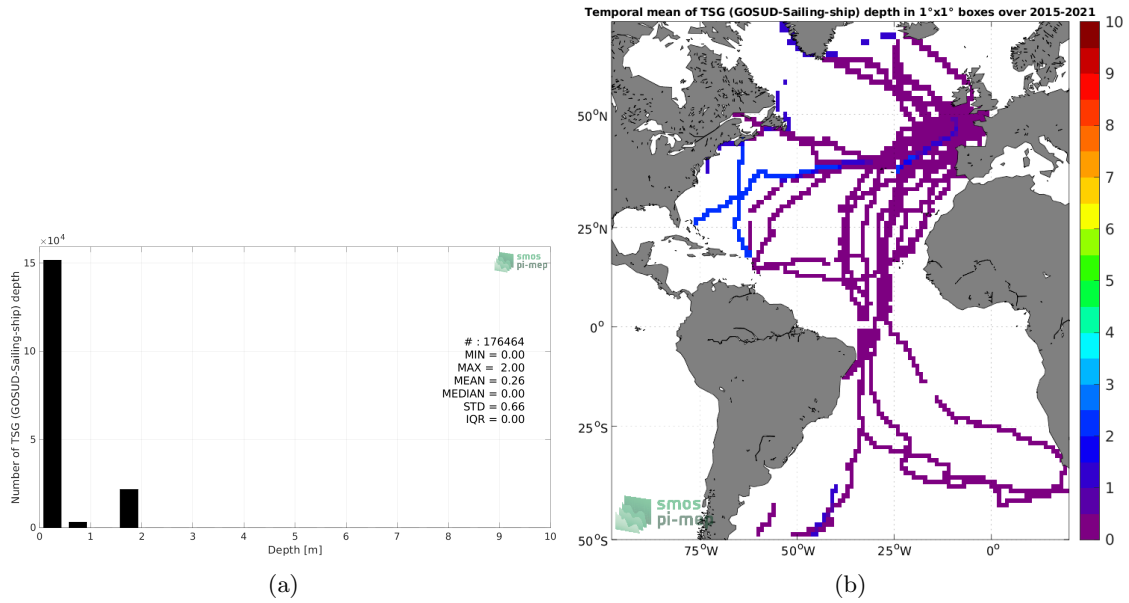 Temporal mean of TSG (GOSUD-Sailing-ship) depth in 1°x1° boxes over 2015-2021
×10⁴
15
10
5
0
Number of TSG (GOSUD-Sailing-ship) depth
smos
pi-mep
# : 176464
MIN = 0.00
MAX = 2.00
MEAN = 0.26
MEDIAN = 0.00
STD = 0.66
IQR = 0.00
0 1 2 3 4 5 6 7 8 9 10
Depth [m]
(a)
50°N
25°N
0°
25°S
50°S
75°W 50°W 25°W 0°
smos
pi-mep
10
9
8
7
6
5
4
3
2
1
0
(b)